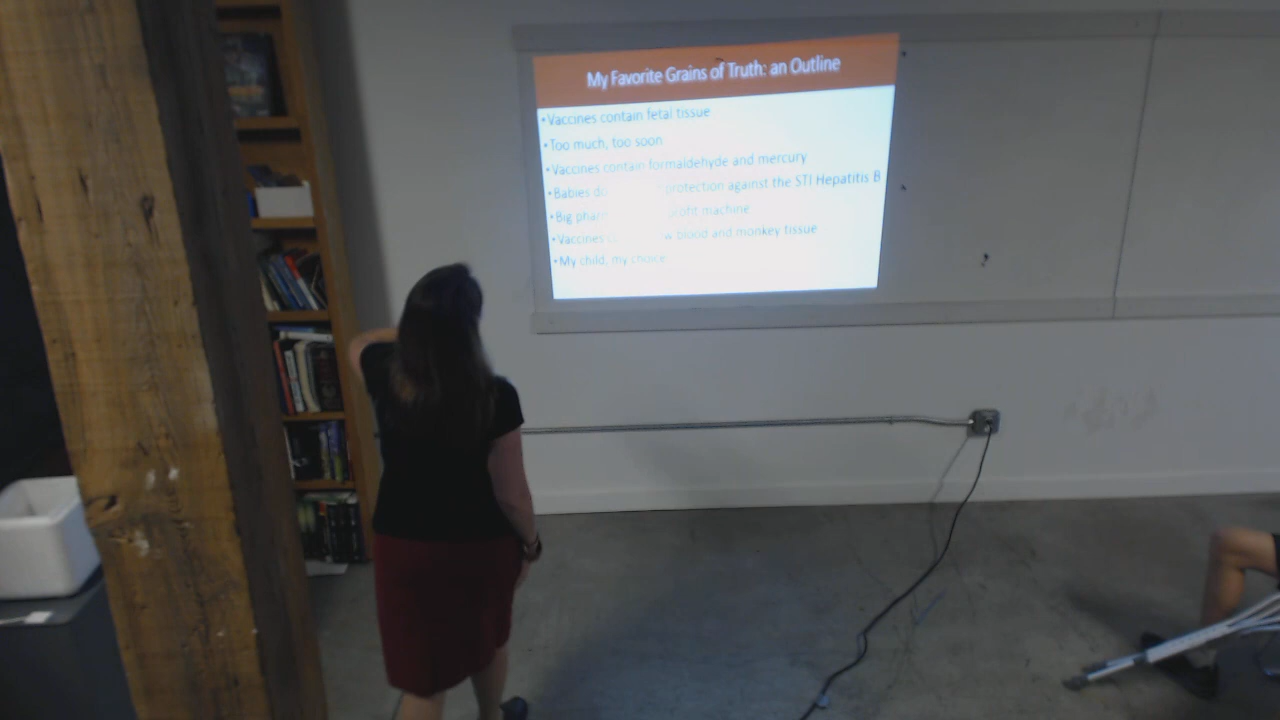 My Favorite Grains of Truth: an Outline
•Vaccines contain fetal tissue
•Too much, too soon
•Vaccines contain formaldehyde and mercury
•Babies do protection against the STI Hepatitis B
•Big phar profit machine
•Vaccines blood and monkey tissue
•My child, my choice